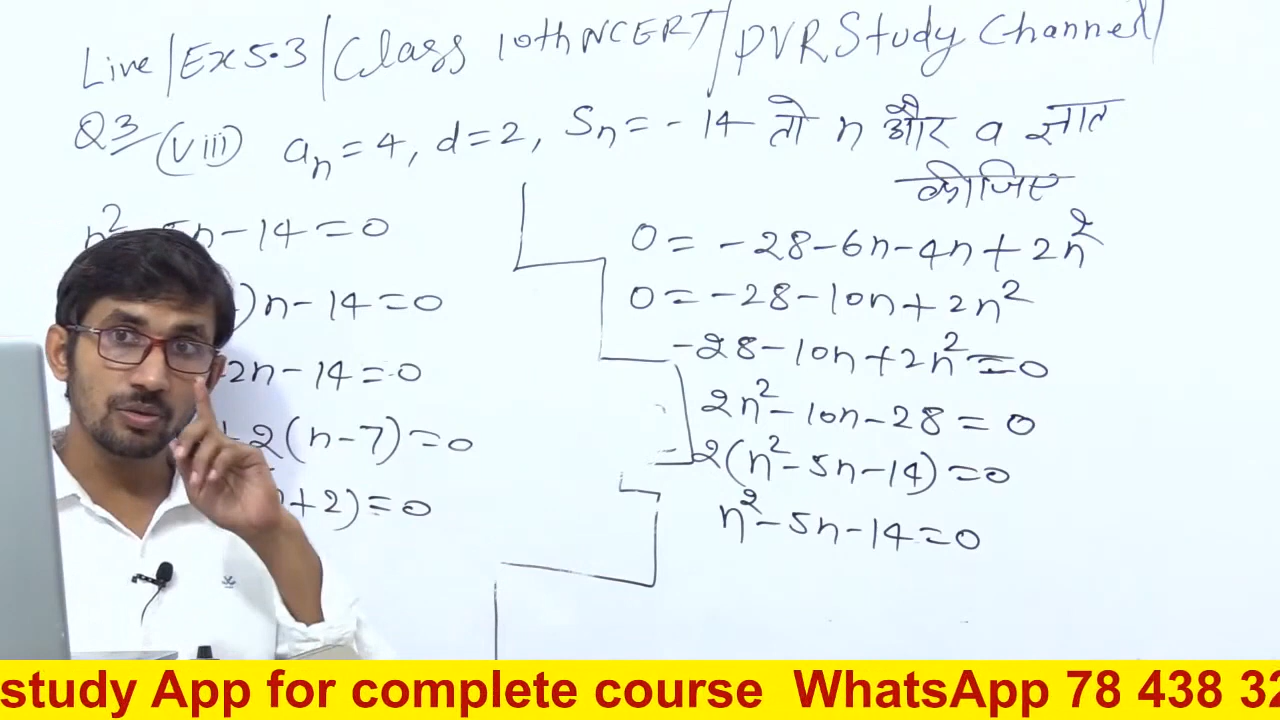 Live/Ex5.3/Class 10th NCERT/PVR Study Channel/
Q3 (viii) aₙ=4, d=2, Sₙ=-14 तो n और a ज्ञात
कीजिए
n²-5n-14=0
)n-14=0
2n-14=0
+2(n-7)=0
+2)=0
0=-28-6n-4n+2n²
0=-28-10n+2n²
-28-10n+2n²=0
2n²-10n-28=0
2(n²-5n-14)=0
n²-5n-14=0
study App for complete course WhatsApp 78 438 32